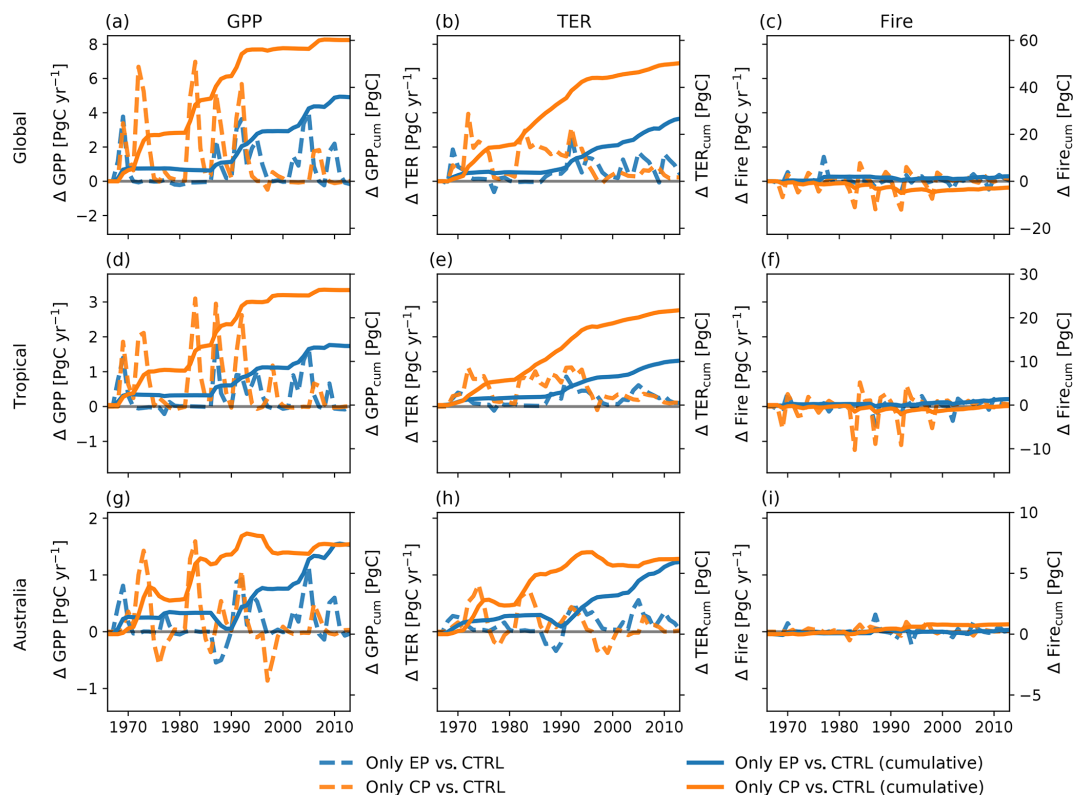 (a) GPP
(b) TER
(c) Fire
Global
Δ GPP [PgC yr⁻¹]
8
6
4
2
0
−2
Δ GPP_cum [PgC]
Δ TER [PgC yr⁻¹]
Δ TER_cum [PgC]
Δ Fire [PgC yr⁻¹]
60
40
20
0
−20
Δ Fire_cum [PgC]
(d)
(e)
(f)
Tropical
Δ GPP [PgC yr⁻¹]
3
2
1
0
−1
Δ GPP_cum [PgC]
Δ TER [PgC yr⁻¹]
Δ TER_cum [PgC]
Δ Fire [PgC yr⁻¹]
30
20
10
0
−10
Δ Fire_cum [PgC]
(g)
(h)
(i)
Australia
Δ GPP [PgC yr⁻¹]
2
1
0
−1
Δ GPP_cum [PgC]
Δ TER [PgC yr⁻¹]
Δ TER_cum [PgC]
Δ Fire [PgC yr⁻¹]
10
5
0
−5
Δ Fire_cum [PgC]
1970 1980 1990 2000 2010
1970 1980 1990 2000 2010
1970 1980 1990 2000 2010
Only EP vs. CTRL
Only CP vs. CTRL
Only EP vs. CTRL (cumulative)
Only CP vs. CTRL (cumulative)